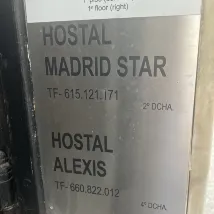 1º floor (right)
HOSTAL
MADRID STAR
TF- 615.121.171
2º DCHA.
HOSTAL
ALEXIS
TF- 660.822.012
4º DCHA.